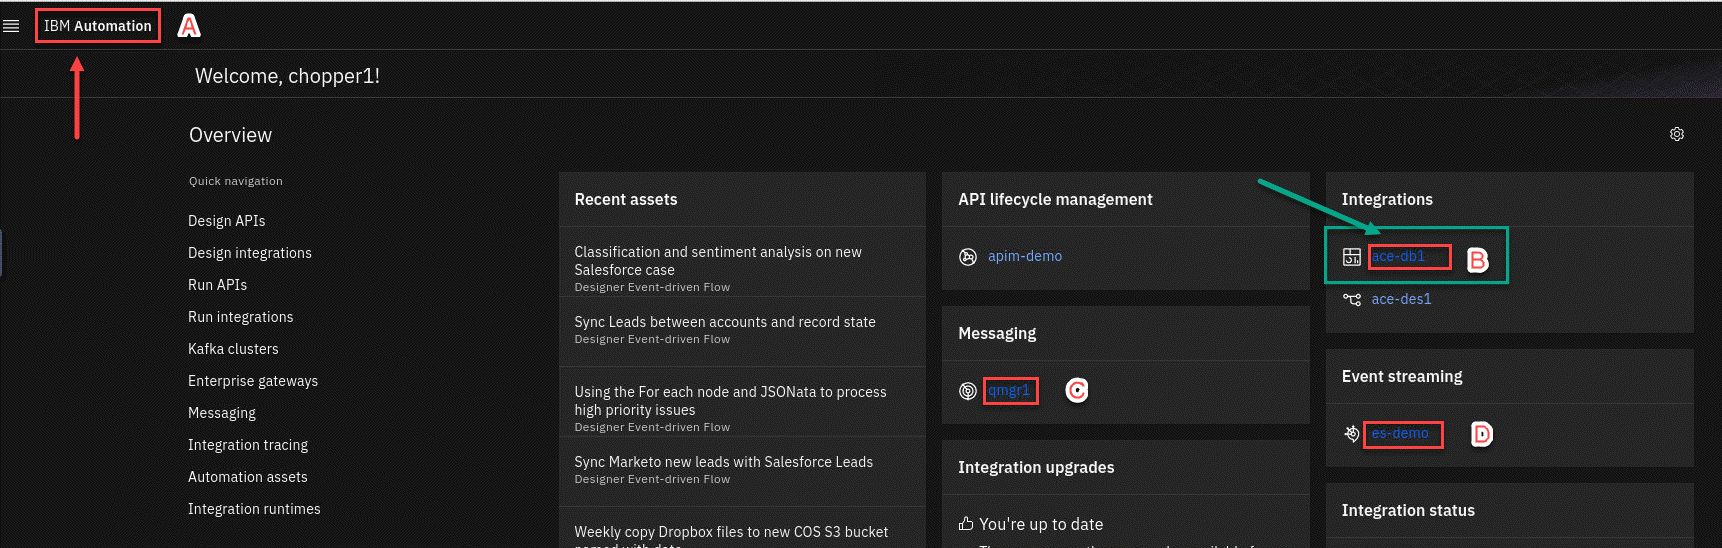 IBM Automation
A
Welcome, chopper1!
Overview
Quick navigation
Design APIs
Design integrations
Run APIs
Run integrations
Kafka clusters
Enterprise gateways
Messaging
Integration tracing
Automation assets
Integration runtimes
Recent assets
Classification and sentiment analysis on new
Salesforce case
Designer Event-driven Flow
Sync Leads between accounts and record state
Designer Event-driven Flow
Using the For each node and JSONata to process
high priority issues
Designer Event-driven Flow
Sync Marketo new leads with Salesforce Leads
Designer Event-driven Flow
Weekly copy Dropbox files to new COS S3 bucket
named with date
API lifecycle management
apim-demo
Messaging
qmgr1
C
Integration upgrades
You're up to date
Integrations
ace-db1
B
ace-des1
Event streaming
es-demo
D
Integration status